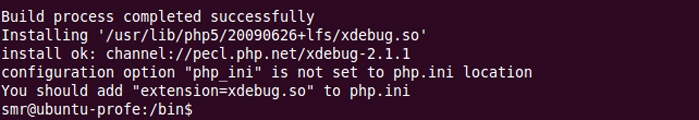 Build process completed successfully
Installing '/usr/lib/php5/20090626+lfs/xdebug.so'
install ok: channel://pecl.php.net/xdebug-2.1.1
configuration option "php_ini" is not set to php.ini location
You should add "extension=xdebug.so" to php.ini
smr@ubuntu-profe:/bin$